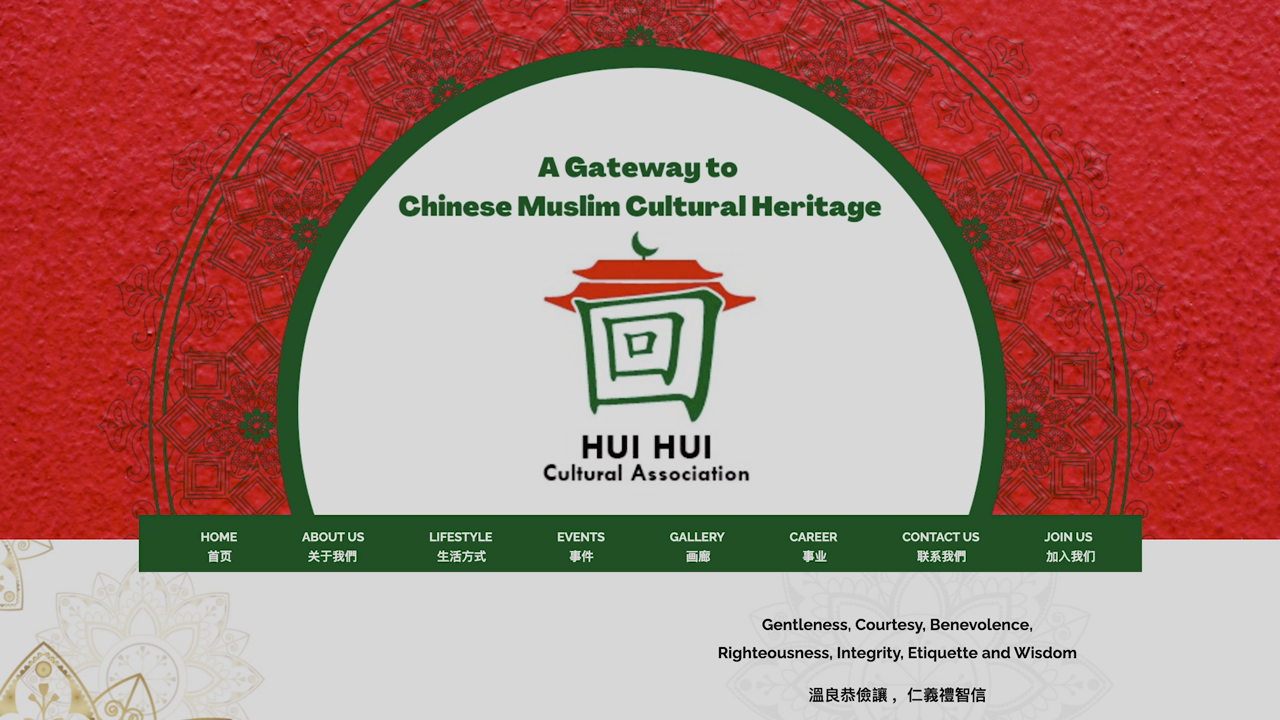 A Gateway to
Chinese Muslim Cultural Heritage
回
HUI HUI
Cultural Association
HOME
首页
ABOUT US
关于我們
LIFESTYLE
生活方式
EVENTS
事件
GALLERY
画廊
CAREER
事业
CONTACT US
联系我們
JOIN US
加入我们
Gentleness, Courtesy, Benevolence,
Righteousness, Integrity, Etiquette and Wisdom
溫良恭儉讓 ，仁義禮智信